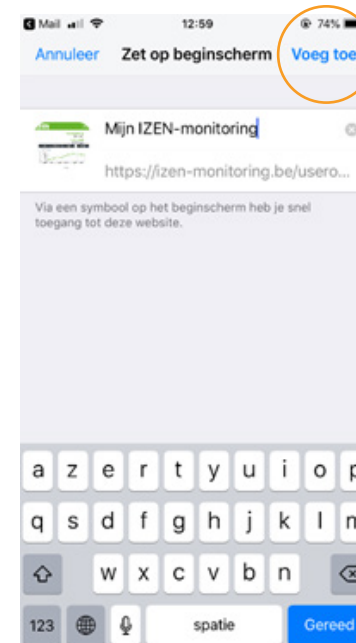 Mail 12:59 74%
Annuleer Zet op beginscherm Voeg toe
Mijn IZEN-monitoring
https://izen-monitoring.be/usero...
Via een symbool op het beginscherm heb je snel
toegang tot deze website.
a z e r t y u i o p
q s d f g h j k l m
w x c v b n
123 spatie Gereed